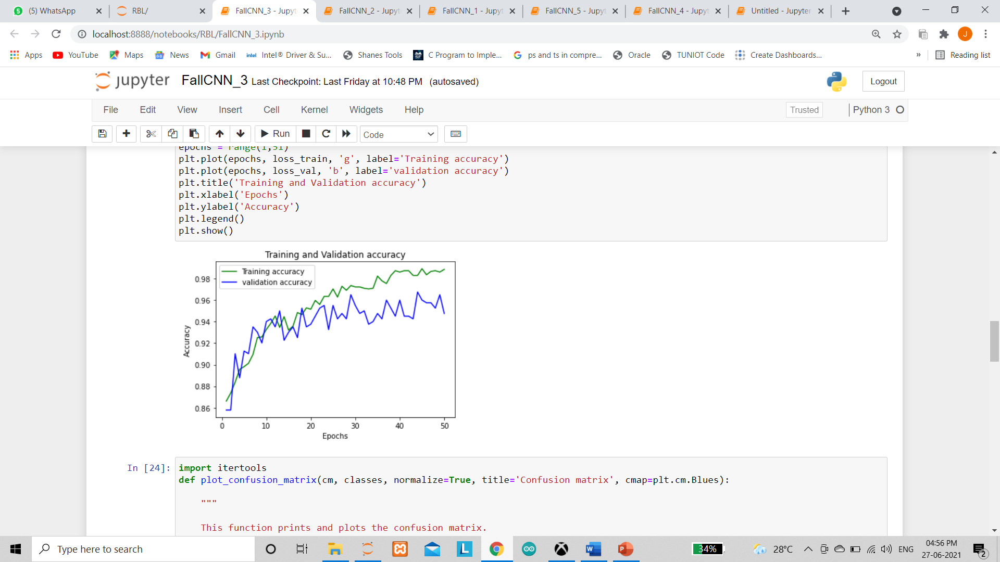 (5) WhatsApp
RBL/
FallCNN_3 - Jupyt
FallCNN_2 - Jupyt
FallCNN_1 - Jupyt
FallCNN_5 - Jupyt
FallCNN_4 - Jupyt
Untitled - Jupyter
localhost:8888/notebooks/RBL/FallCNN_3.ipynb
J
Apps
YouTube
Maps
News
Gmail
intel
Intel® Driver & Su...
Shanes Tools
C Program to Imple...
ps and ts in compre...
Oracle
TUNIOT Code
Create Dashboards...
»
Reading list
jupyter FallCNN_3 Last Checkpoint: Last Friday at 10:48 PM (autosaved)
Logout
File Edit View Insert Cell Kernel Widgets Help
Trusted
Python 3
Run
Code
epochs = range(1,51)
plt.plot(epochs, loss_train, 'g', label='Training accuracy')
plt.plot(epochs, loss_val, 'b', label='validation accuracy')
plt.title('Training and Validation accuracy')
plt.xlabel('Epochs')
plt.ylabel('Accuracy')
plt.legend()
plt.show()
Training and Validation accuracy
Training accuracy
validation accuracy
0.98
0.96
0.94
0.92
0.90
0.88
0.86
Accuracy
0 10 20 30 40 50
Epochs
In [24]:
import itertools
def plot_confusion_matrix(cm, classes, normalize=True, title='Confusion matrix', cmap=plt.cm.Blues):
"""
This function prints and plots the confusion matrix.
Type here to search
34%
28°C
ENG
04:56 PM
27-06-2021
2